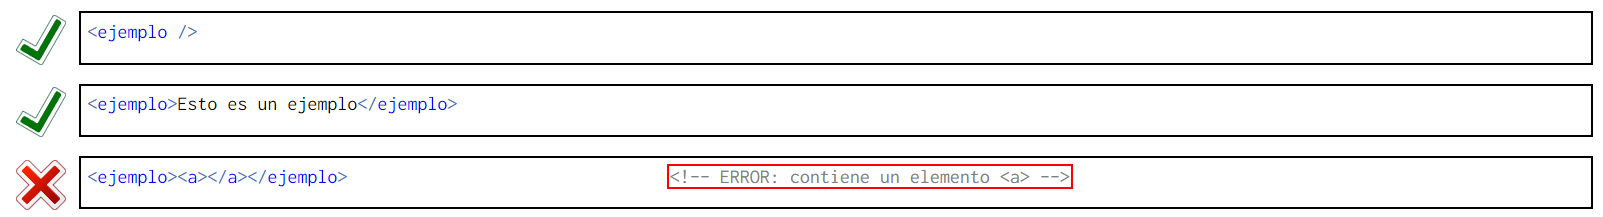 <ejemplo />
<ejemplo>Esto es un ejemplo</ejemplo>
<ejemplo><a></a></ejemplo> <!-- ERROR: contiene un elemento <a> -->